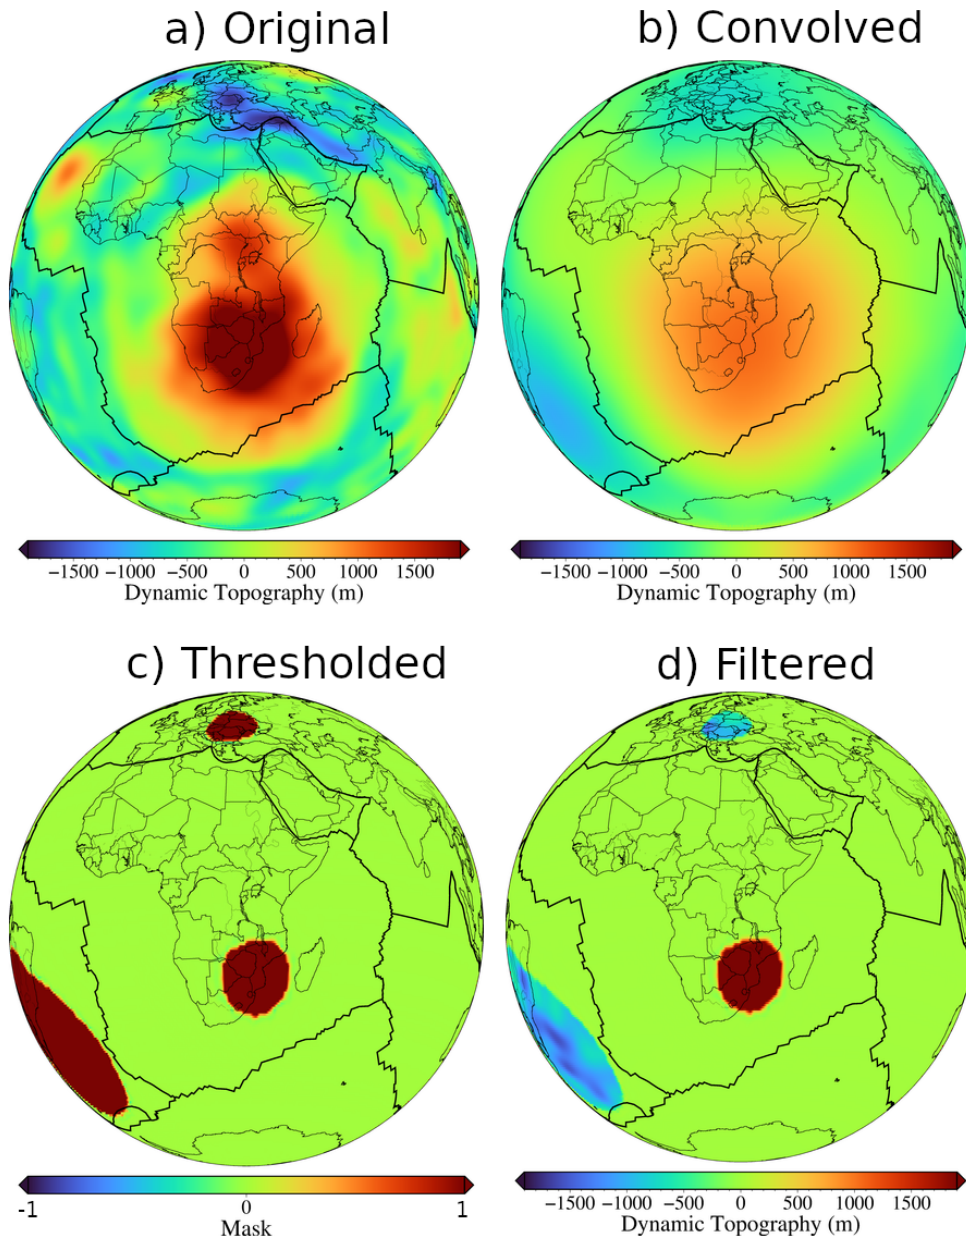 a) Original
b) Convolved
−1500 −1000 −500 0 500 1000 1500
Dynamic Topography (m)
−1500 −1000 −500 0 500 1000 1500
Dynamic Topography (m)
c) Thresholded
d) Filtered
-1 0 1
Mask
−1500 −1000 −500 0 500 1000 1500
Dynamic Topography (m)